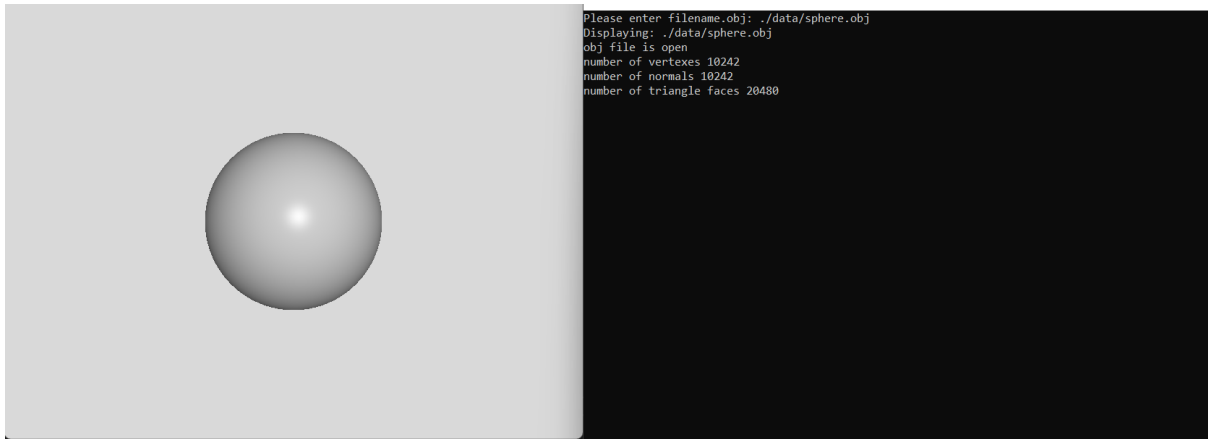 Please enter filename.obj: ./data/sphere.obj
Displaying: ./data/sphere.obj
obj file is open
number of vertexes 10242
number of normals 10242
number of triangle faces 20480